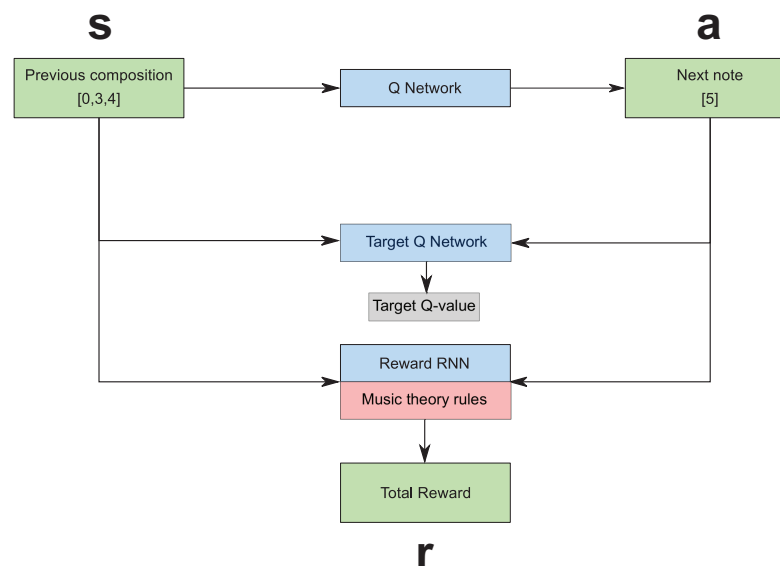 s
a
Previous composition
[0,3,4]
Q Network
Next note
[5]
Target Q Network
Target Q-value
Reward RNN
Music theory rules
Total Reward
r